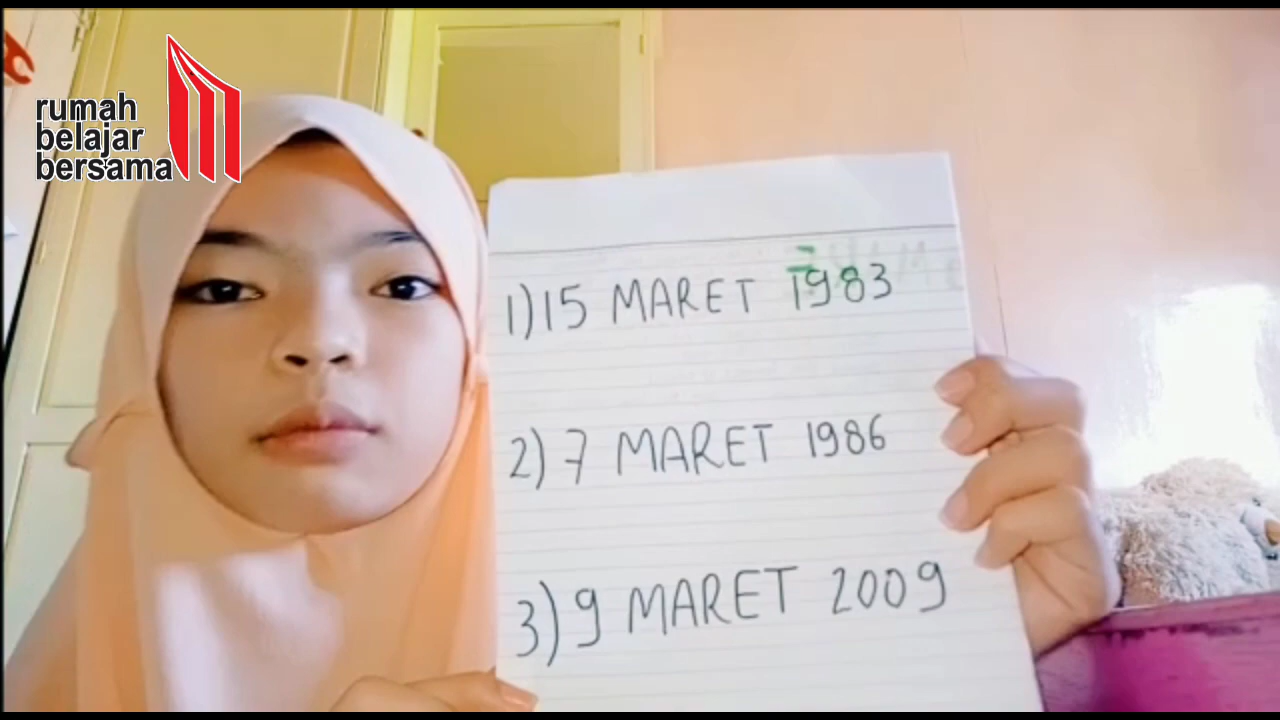 rumah
belajar
bersama
1) 15 MARET 1983
2) 7 MARET 1986
3) 9 MARET 2009